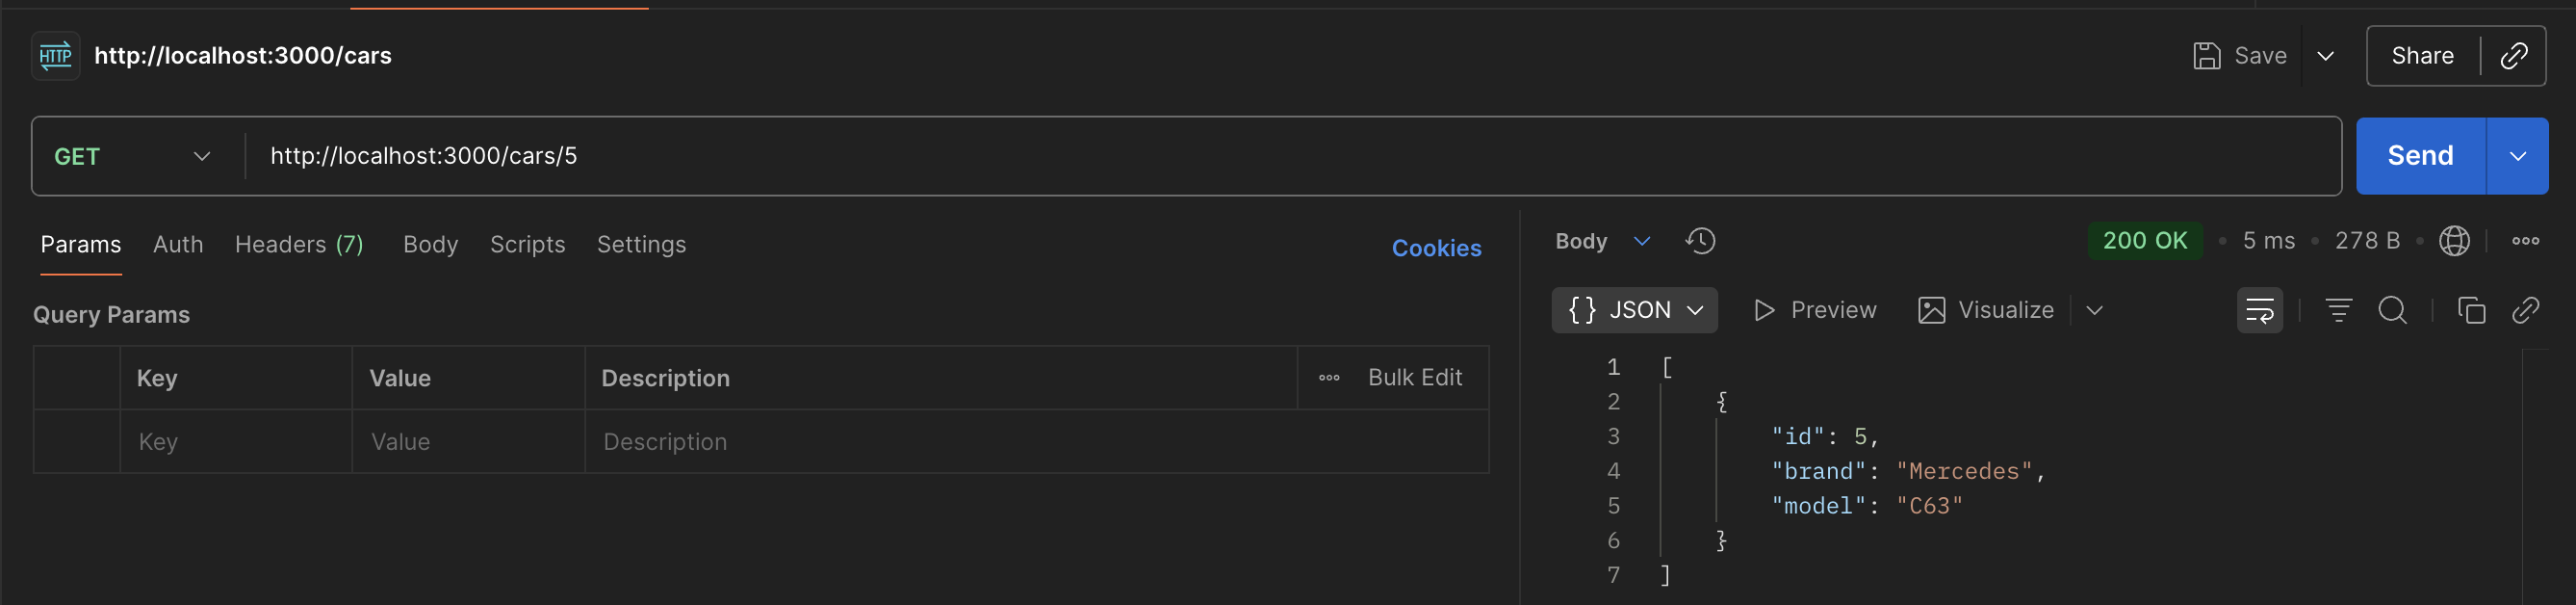 HTTP http://localhost:3000/cars Save Share
GET http://localhost:3000/cars/5 Send
Params Auth Headers (7) Body Scripts Settings Cookies
Query Params
Key Value Description Bulk Edit
Key Value Description
Body 200 OK • 5 ms • 278 B •
{} JSON Preview Visualize
1 [
2 {
3 "id": 5,
4 "brand": "Mercedes",
5 "model": "C63"
6 }
7 ]